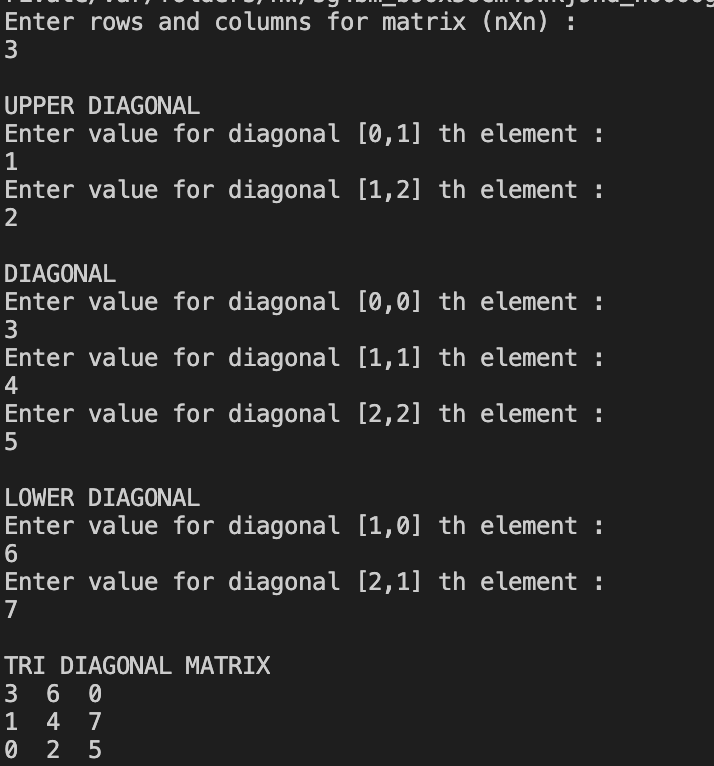 Enter rows and columns for matrix (nXn) :
3
UPPER DIAGONAL
Enter value for diagonal [0,1] th element :
1
Enter value for diagonal [1,2] th element :
2
DIAGONAL
Enter value for diagonal [0,0] th element :
3
Enter value for diagonal [1,1] th element :
4
Enter value for diagonal [2,2] th element :
5
LOWER DIAGONAL
Enter value for diagonal [1,0] th element :
6
Enter value for diagonal [2,1] th element :
7
TRI DIAGONAL MATRIX
3 6 0
1 4 7
0 2 5